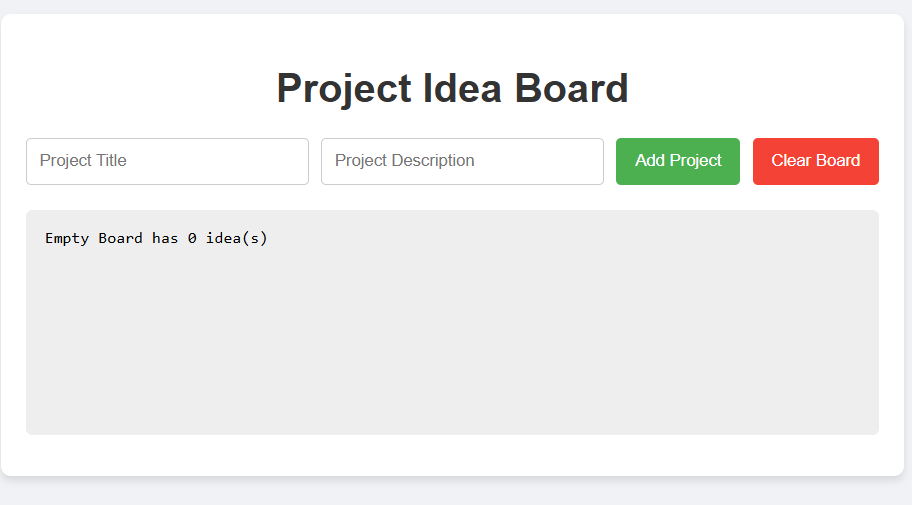 Project Idea Board
Project Title
Project Description
Add Project
Clear Board
Empty Board has 0 idea(s)